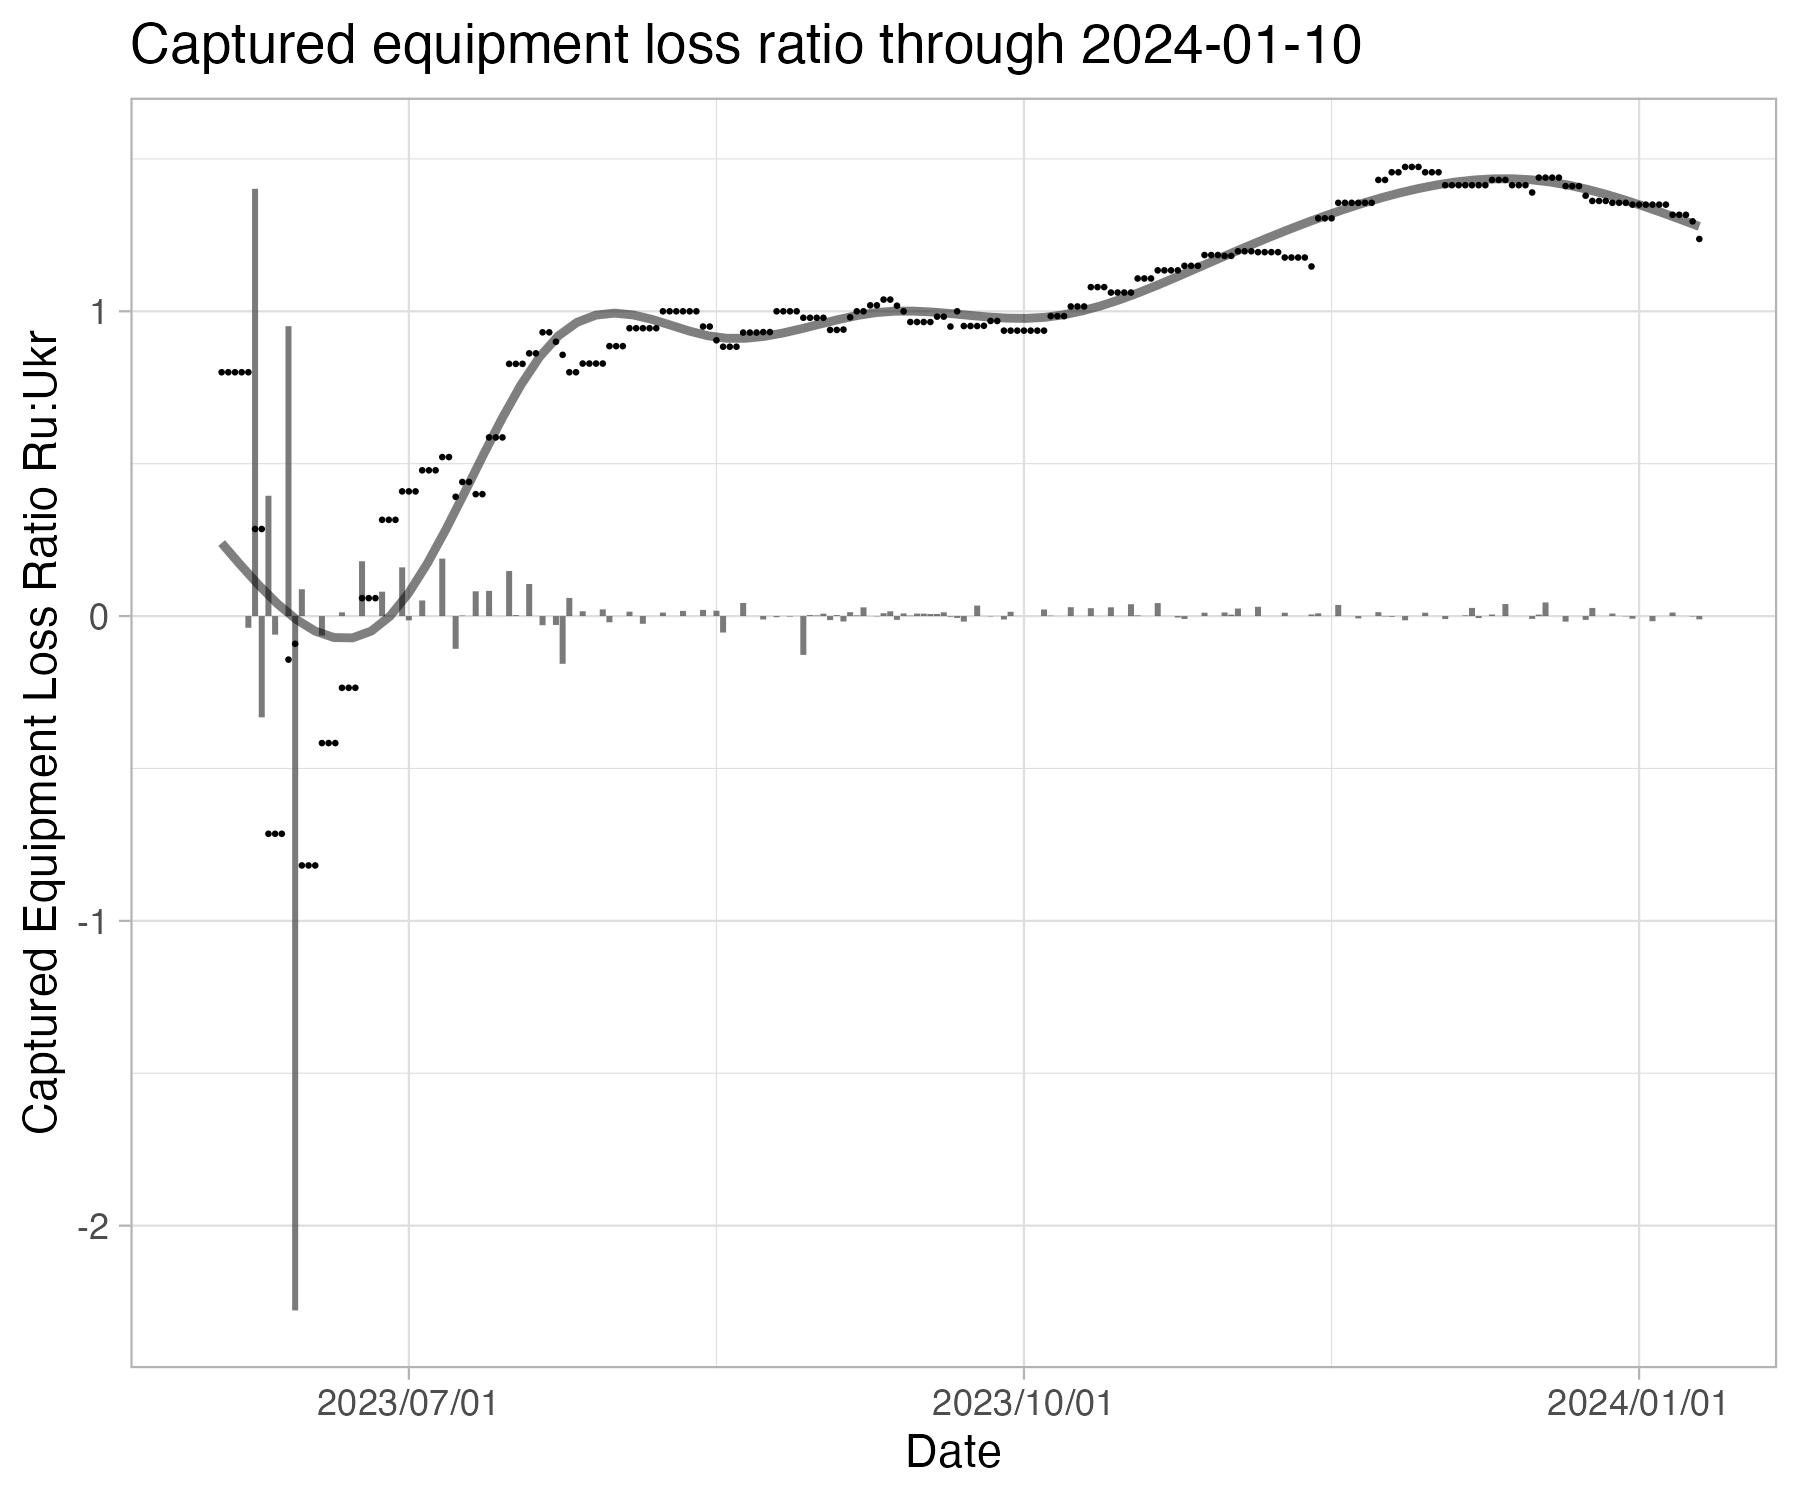 Captured equipment loss ratio through 2024-01-10
Captured Equipment Loss Ratio Ru:Ukr
1
0
-1
-2
2023/07/01
2023/10/01
2024/01/01
Date